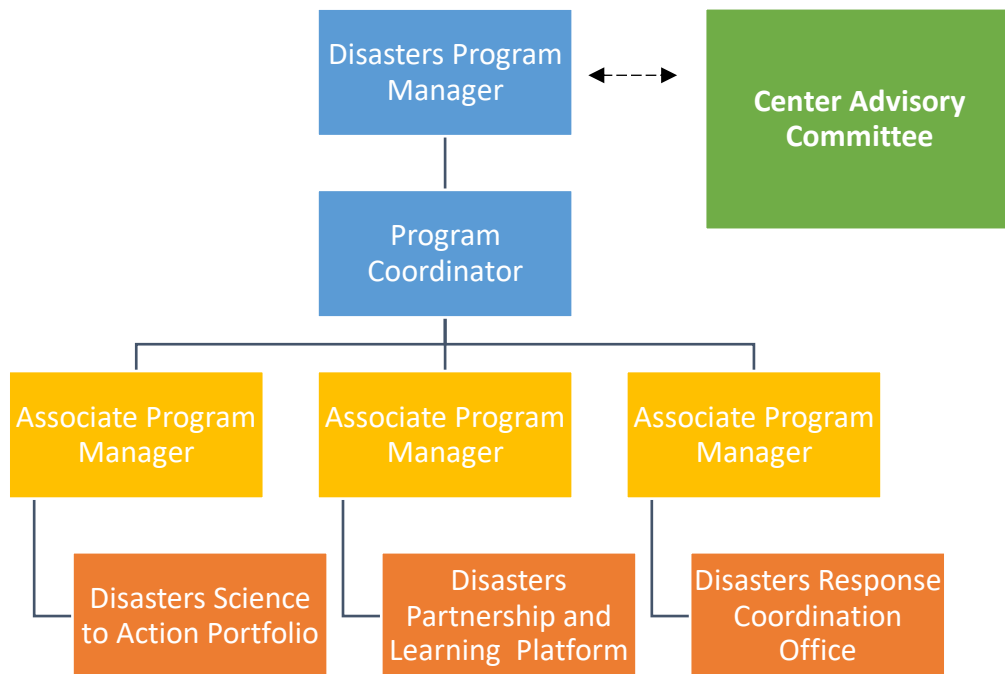 Disasters Program
Manager
Center Advisory
Committee
Program
Coordinator
Associate Program
Manager
Associate Program
Manager
Associate Program
Manager
Disasters Science
to Action Portfolio
Disasters
Partnership and
Learning  Platform
Disasters Response
Coordination
Office